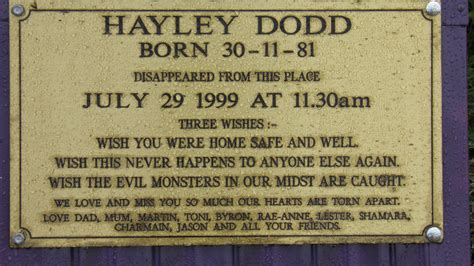 HAYLEY DODD
BORN 30-11-81
DISAPPEARED FROM THIS PLACE
JULY 29 1999 AT 11.30am
THREE WISHES :-
WISH YOU WERE HOME SAFE AND WELL.
WISH THIS NEVER HAPPENS TO ANYONE ELSE AGAIN.
WISH THE EVIL MONSTERS IN OUR MIDST ARE CAUGHT.
WE LOVE AND MISS YOU SO MUCH OUR HEARTS ARE TORN APART.
LOVE DAD, MUM, MARTIN, TONI, BYRON, RAE-ANNE, LESTER, SHAMARA,
CHARMAIN, JASON AND ALL YOUR FRIENDS.